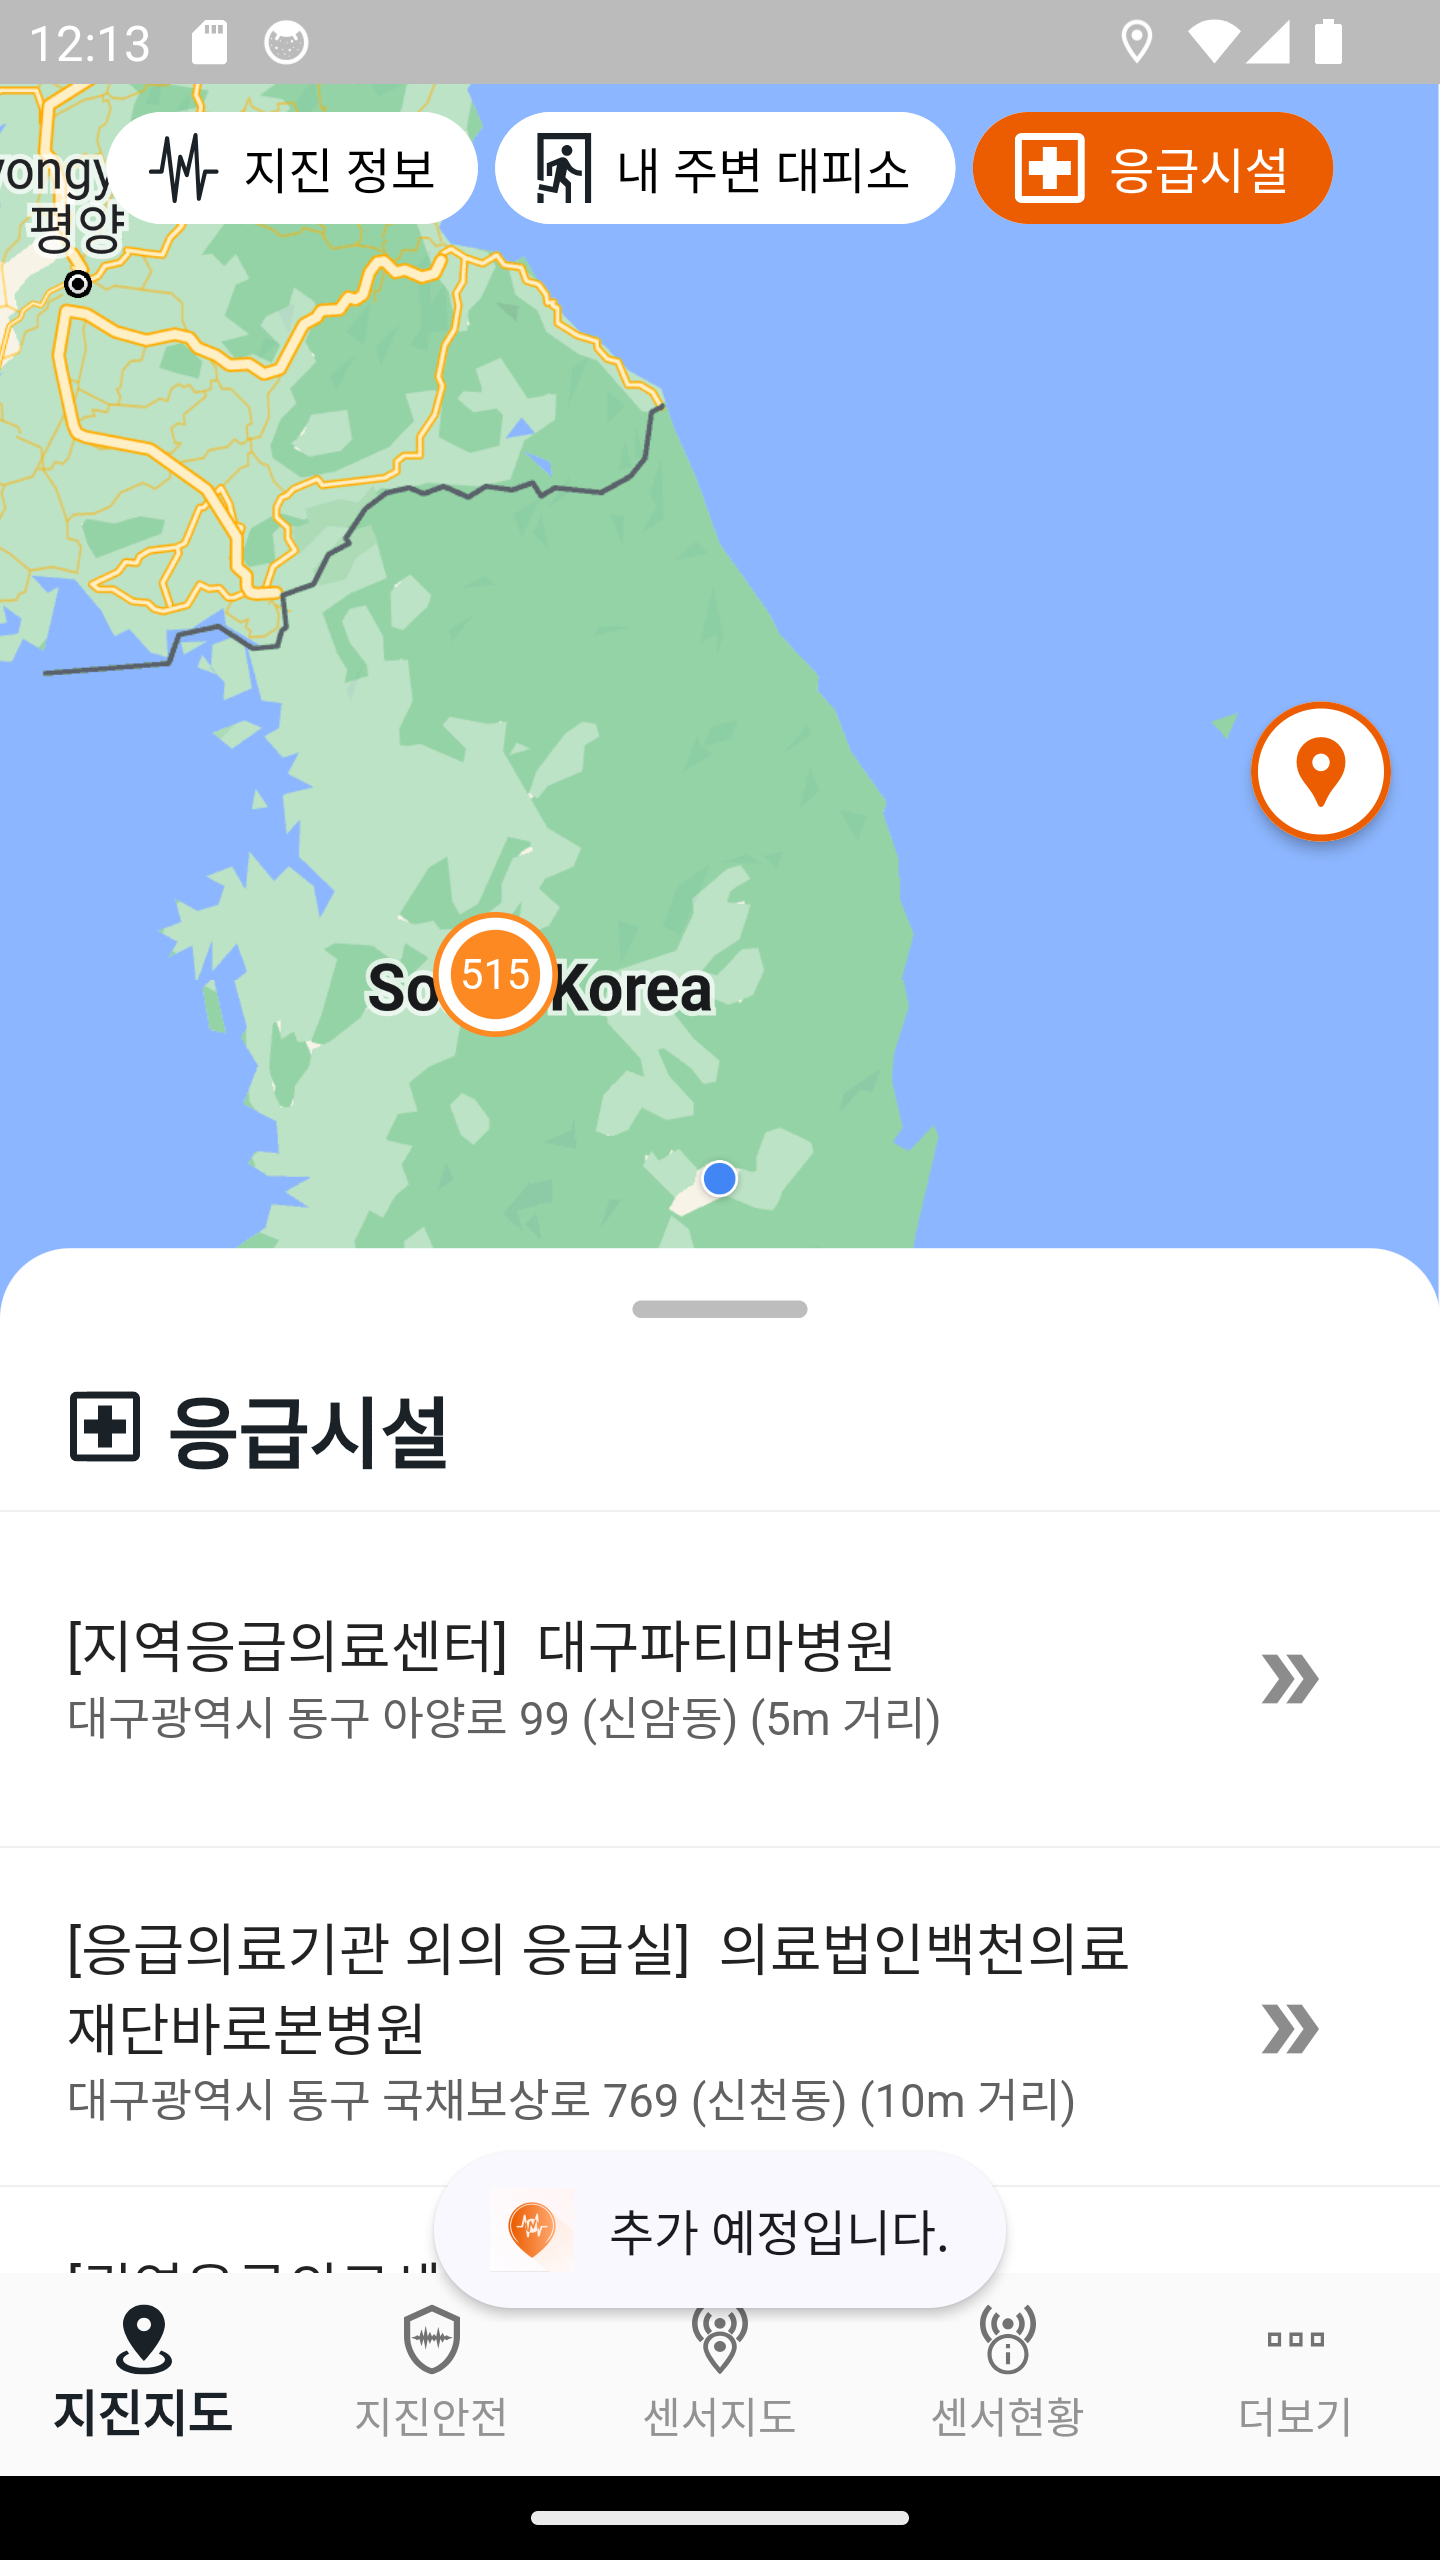 12:13
지진 정보
내 주변 대피소
응급시설
평양
515
Korea
응급시설
[지역응급의료센터] 대구파티마병원
대구광역시 동구 아양로 99 (신암동) (5m 거리)
[응급의료기관 외의 응급실] 의료법인백천의료
재단바로본병원
대구광역시 동구 국채보상로 769 (신천동) (10m 거리)
추가 예정입니다.
지진지도
지진안전
센서지도
센서현황
더보기